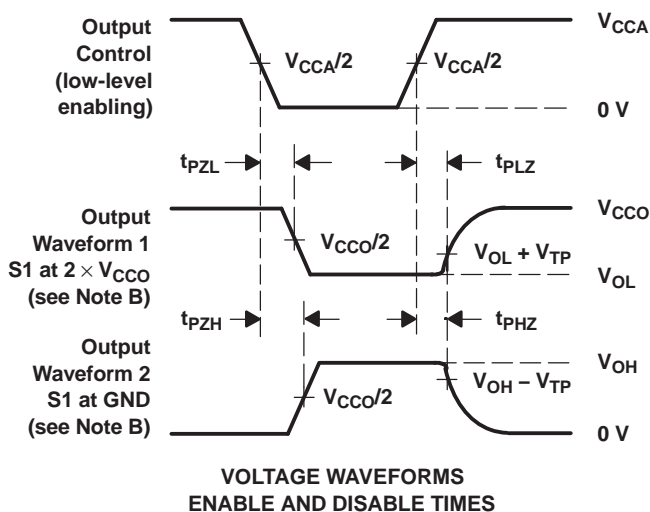 Output
Control
(low-level
enabling)
VCCA/2
VCCA/2
VCCA
0 V
tPZL
tPLZ
Output
Waveform 1
S1 at 2 × VCCO
(see Note B)
VCCO/2
VCCO
VOL + VTP
VOL
tPZH
tPHZ
Output
Waveform 2
S1 at GND
(see Note B)
VCCO/2
VOH
VOH − VTP
0 V
VOLTAGE WAVEFORMS
ENABLE AND DISABLE TIMES